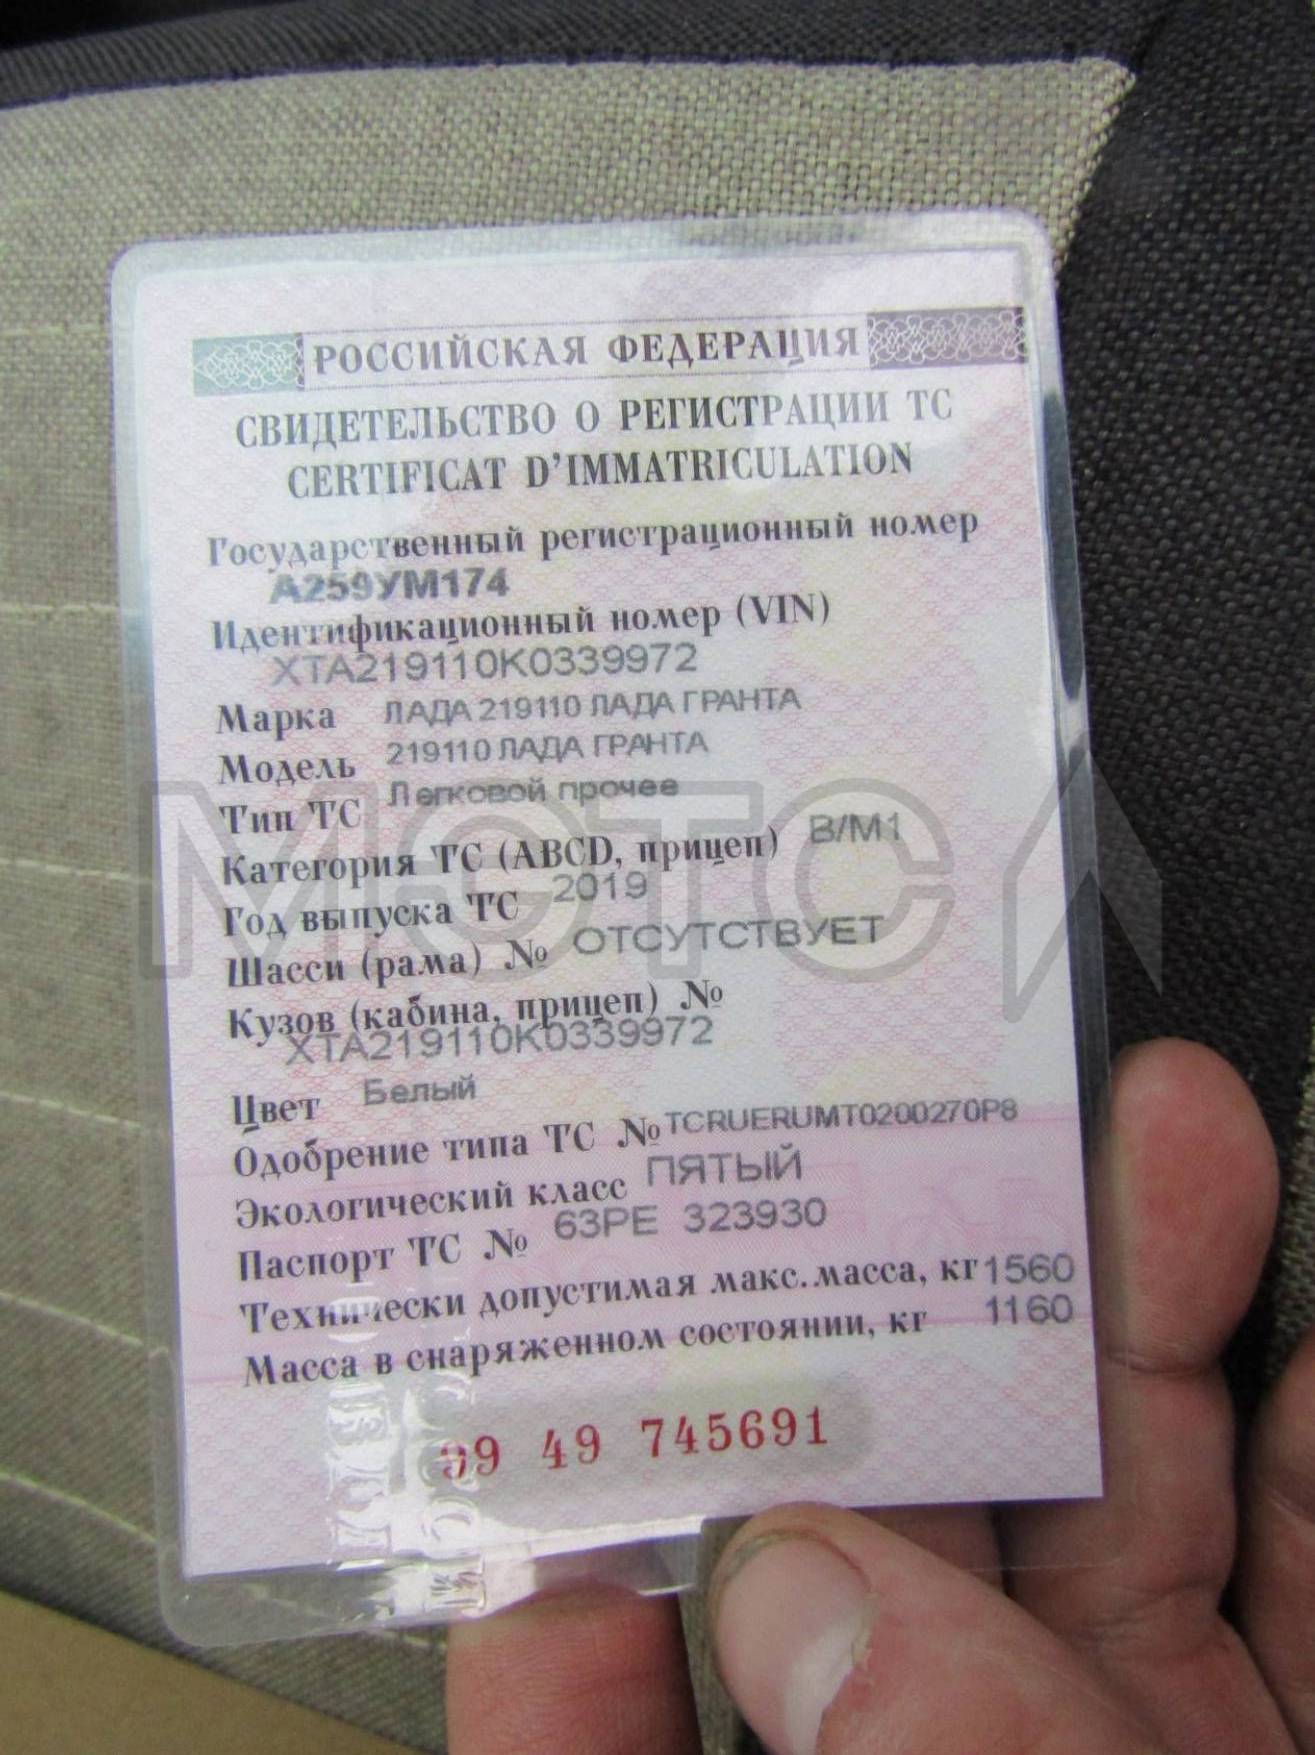 РОССИЙСКАЯ ФЕДЕРАЦИЯ
СВИДЕТЕЛЬСТВО О РЕГИСТРАЦИИ ТС
CERTIFICAT D'IMMATRICULATION
Государственный регистрационный номер
А259УМ174
Идентификационный номер (VIN)
XTA219110K0339972
Марка ЛАДА 219110 ЛАДА ГРАНТА
Модель 219110 ЛАДА ГРАНТА
Тип ТС Легковой прочее
Категория ТС (ABCD, прицеп) B/M1
Год выпуска ТС 2019
Шасси (рама) № ОТСУТСТВУЕТ
Кузов (кабина, прицеп) №
XTA219110K0339972
Цвет Белый
Одобрение типа ТС № TCRUERUMT0200270P8
Экологический класс ПЯТЫЙ
Паспорт ТС № 63РЕ 323930
Технически допустимая макс. масса, кг 1560
Масса в снаряженном состоянии, кг 1160
99 49 745691